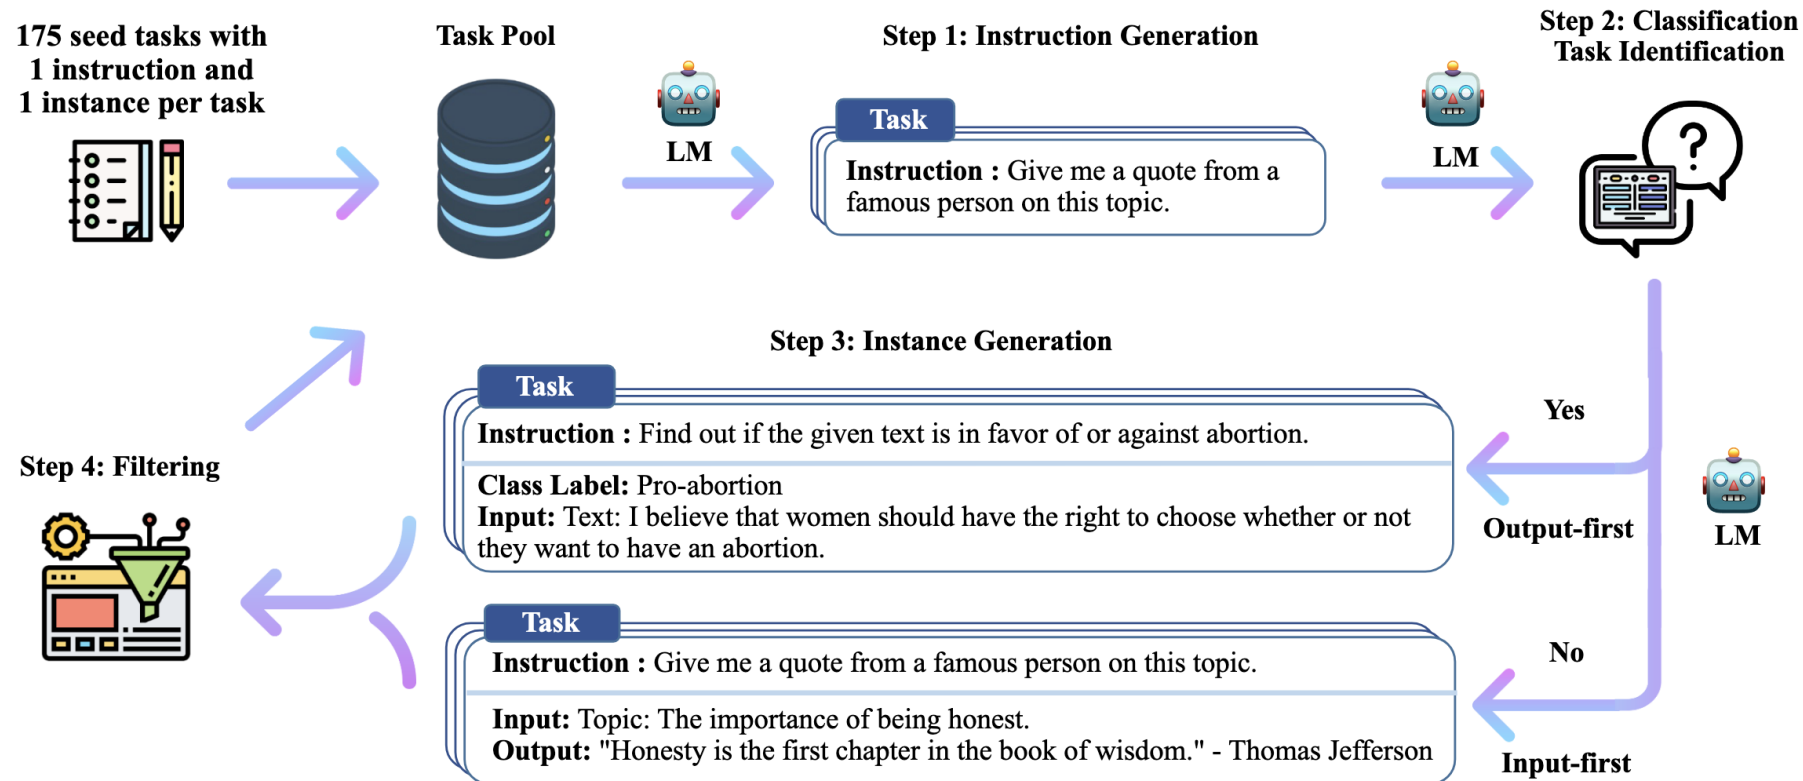 175 seed tasks with
1 instruction and
1 instance per task
Task Pool
LM
Step 1: Instruction Generation
Task
Instruction : Give me a quote from a
famous person on this topic.
LM
Step 2: Classification
Task Identification
Step 3: Instance Generation
Task
Instruction : Find out if the given text is in favor of or against abortion.
Class Label: Pro-abortion
Input: Text: I believe that women should have the right to choose whether or not
they want to have an abortion.
Yes
Output-first
LM
Task
Instruction : Give me a quote from a famous person on this topic.
Input: Topic: The importance of being honest.
Output: "Honesty is the first chapter in the book of wisdom." - Thomas Jefferson
No
Input-first
Step 4: Filtering